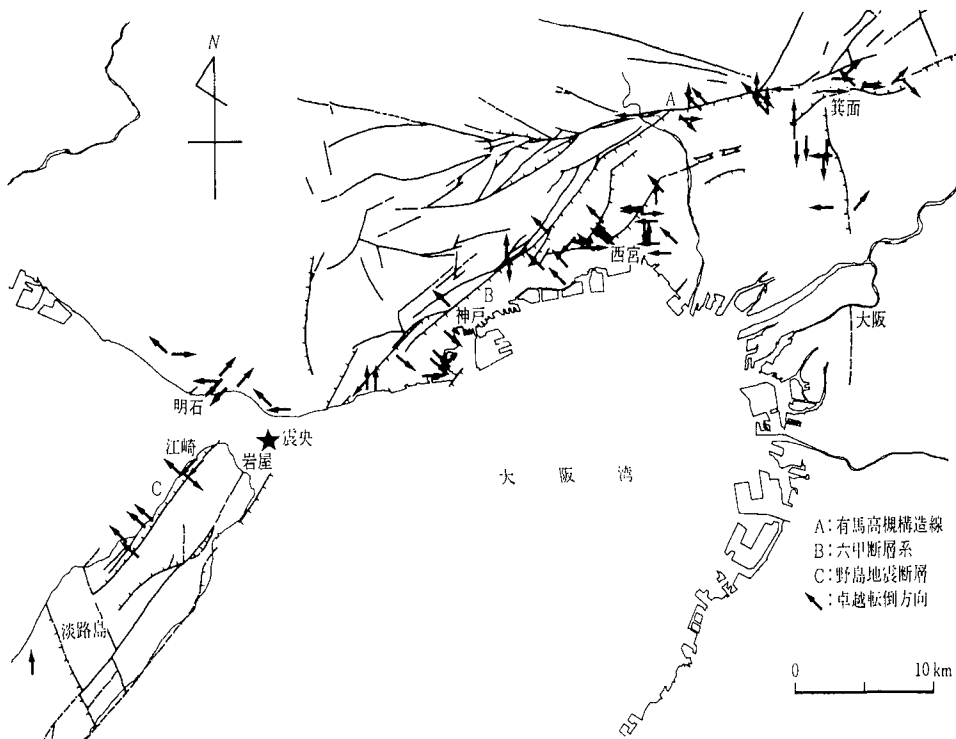 N
A
箕面
西宮
B
神戸
大阪
明石
震央
江崎
岩屋
大阪湾
C
A:有馬高槻構造線
B:六甲断層系
C:野島地震断層
:卓越転倒方向
淡路島
0 10km